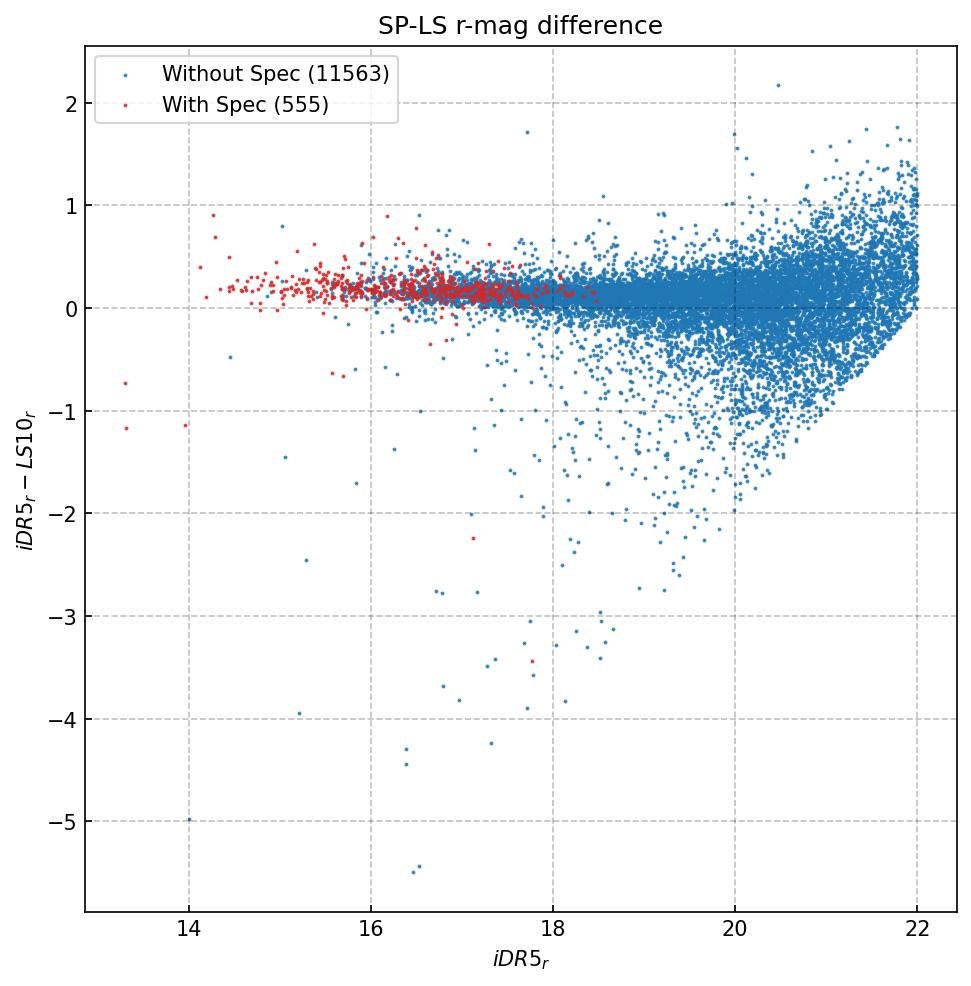 SP-LS r-mag difference
Without Spec (11563)
With Spec (555)
2
1
0
−1
−2
−3
−4
−5
iDR5r − LS10r
14 16 18 20 22
iDR5r